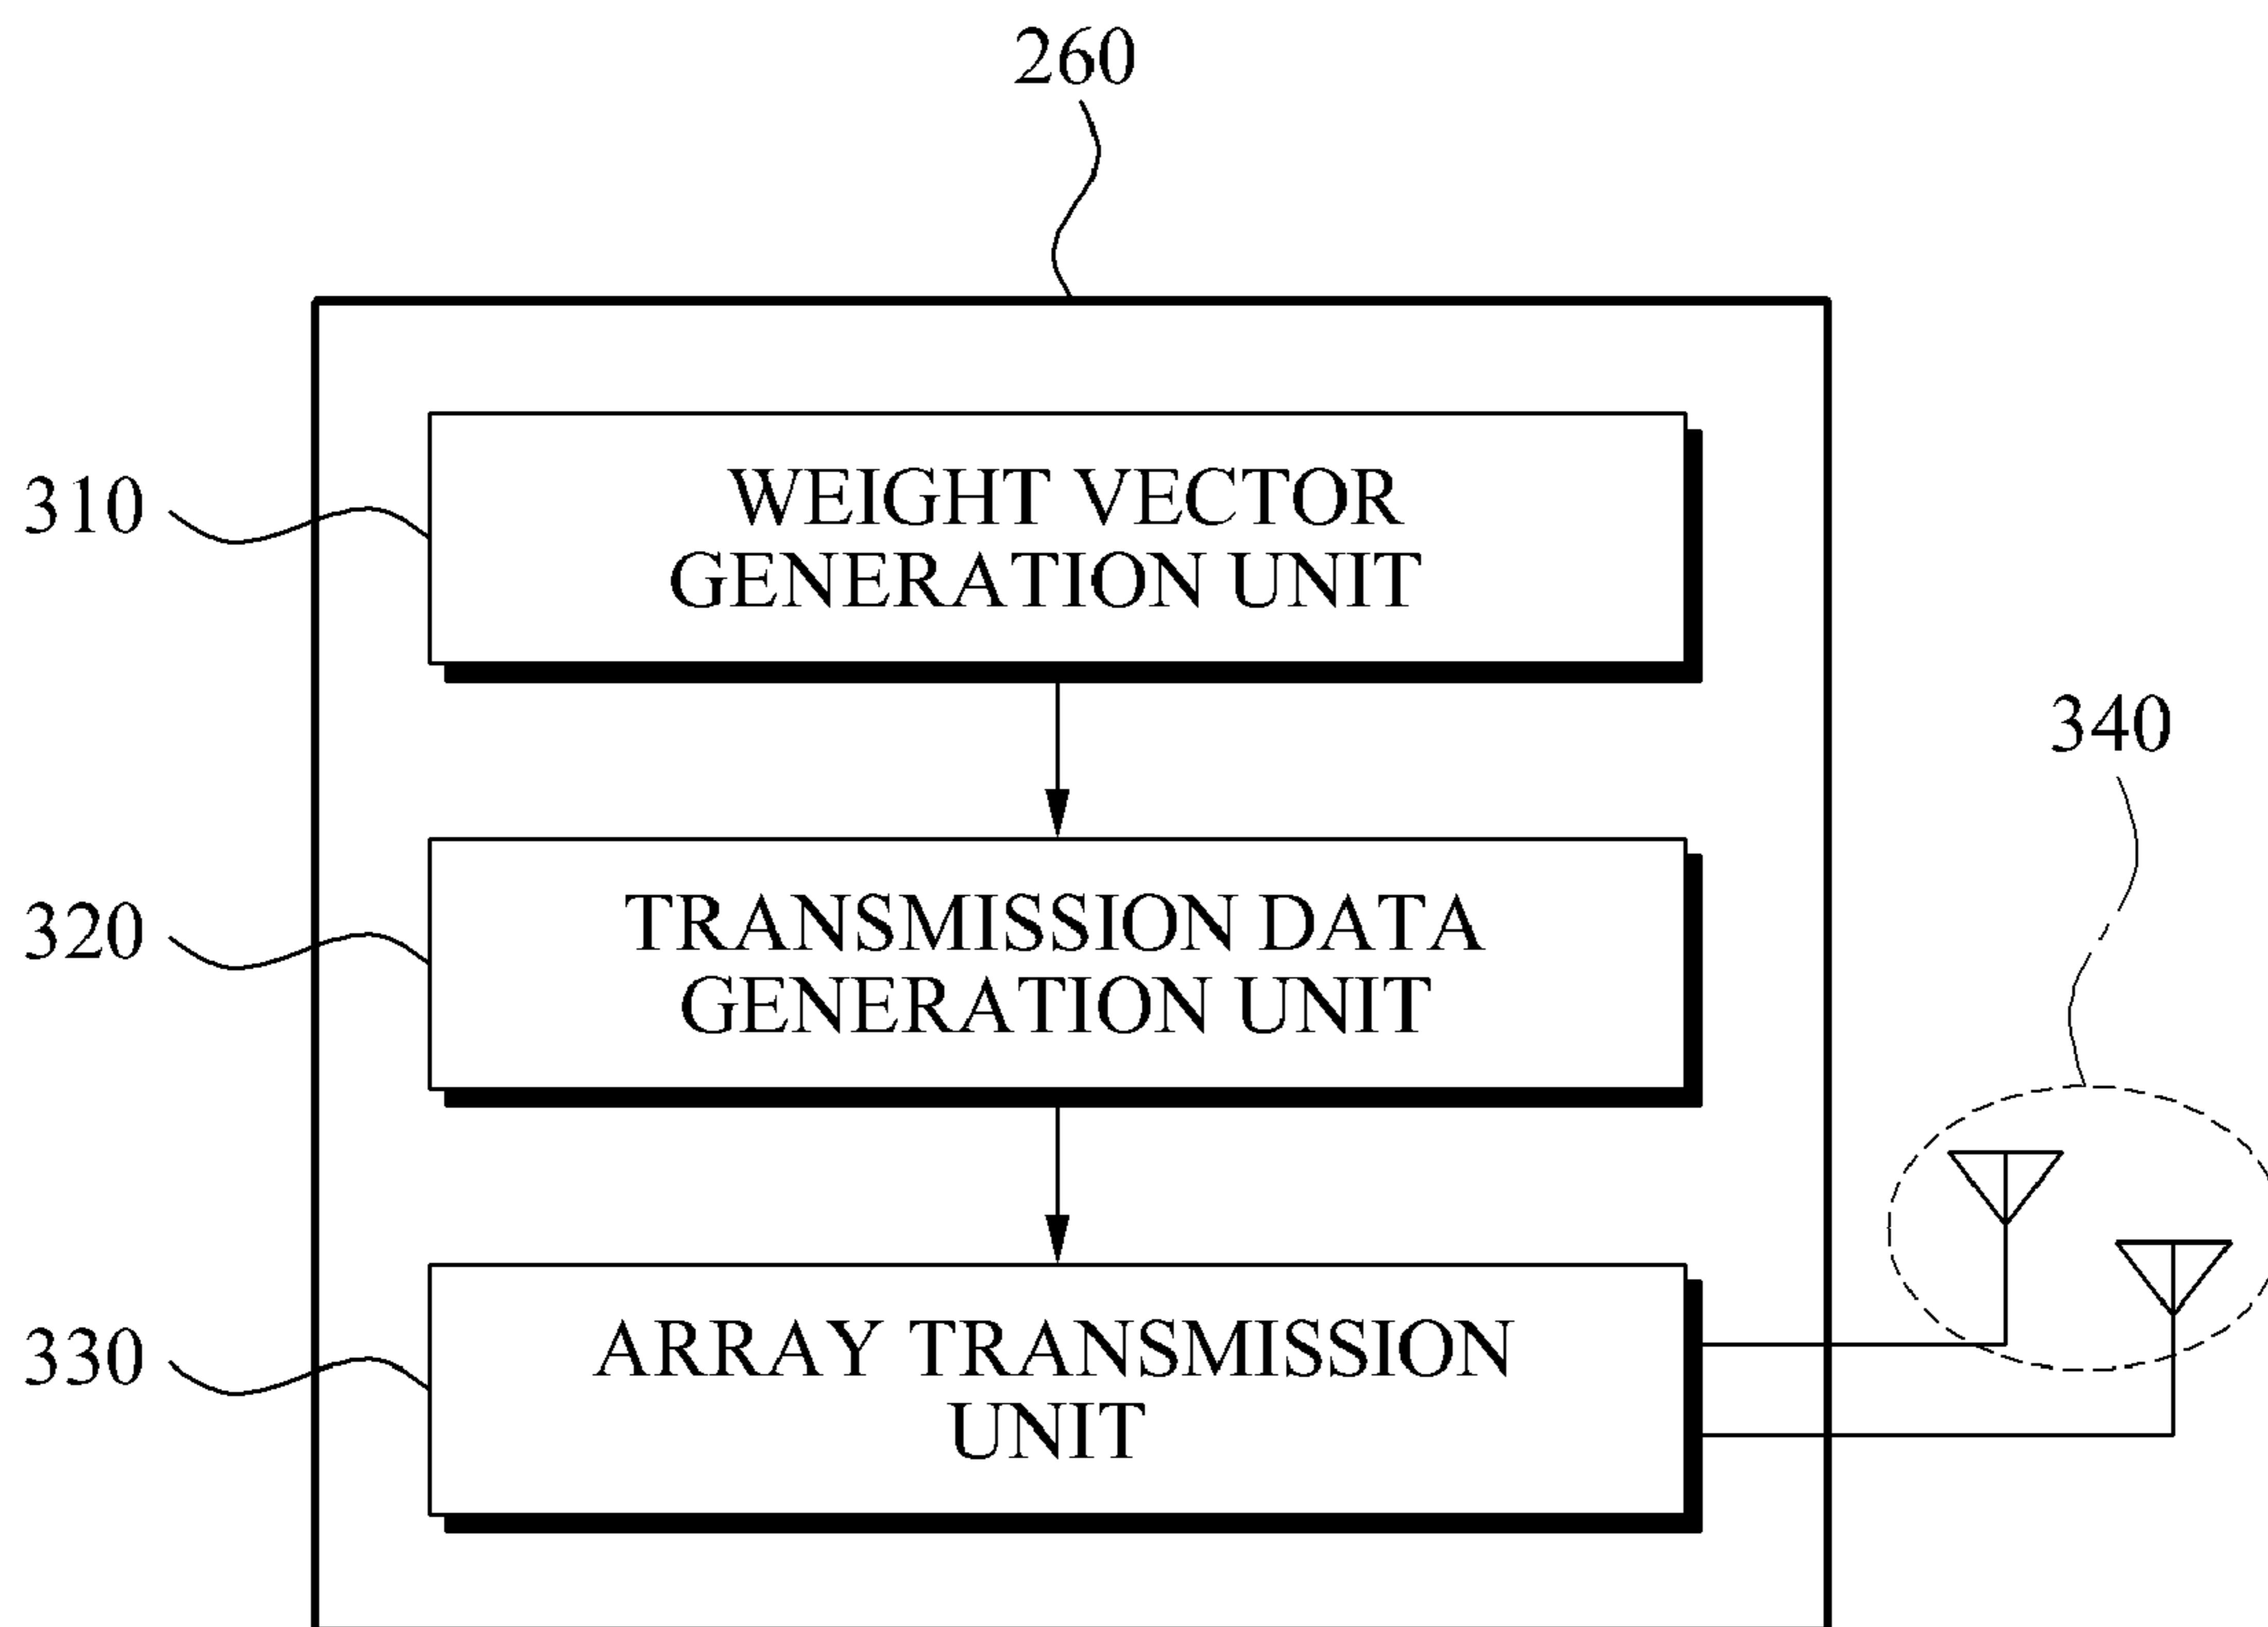 260
310
WEIGHT VECTOR
GENERATION UNIT
340
320
TRANSMISSION DATA
GENERATION UNIT
330
ARRAY TRANSMISSION
UNIT